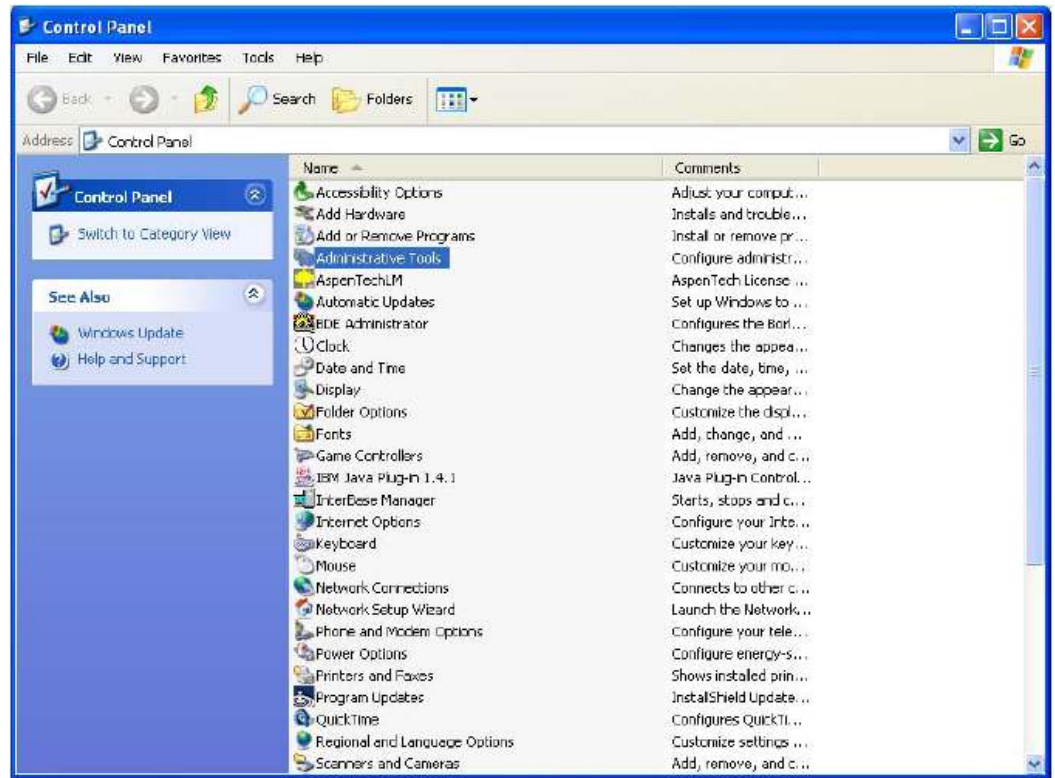 Control Panel
File Edit View Favorites Tools Help
Back Search Folders
Address Control Panel Go
Control Panel
Switch to Category View
See Also
Windows Update
Help and Support
Name Comments
Accessibility Options Adjust your comput...
Add Hardware Installs and trouble...
Add or Remove Programs Install or remove pr...
Administrative Tools Configure administr...
AspenTechLM AspenTech License ...
Automatic Updates Set up Windows to ...
BDE Administrator Configures the Borl...
Clock Changes the appea...
Date and Time Set the date, time, ...
Display Change the appear...
Folder Options Customize the displ...
Fonts Add, change, and ...
Game Controllers Add, remove, and c...
IBM Java Plug-in 1.4.1 Java Plug-in Control...
InterBase Manager Starts, stops and c...
Internet Options Configure your Inte...
Keyboard Customize your key...
Mouse Customize your mo...
Network Connections Connects to other c...
Network Setup Wizard Launch the Network...
Phone and Modem Options Configure your tele...
Power Options Configure energy-s...
Printers and Faxes Shows installed prin...
Program Updates InstallShield Update...
QuickTime Configures QuickTi...
Regional and Language Options Customize settings ...
Scanners and Cameras Add, remove, and c...